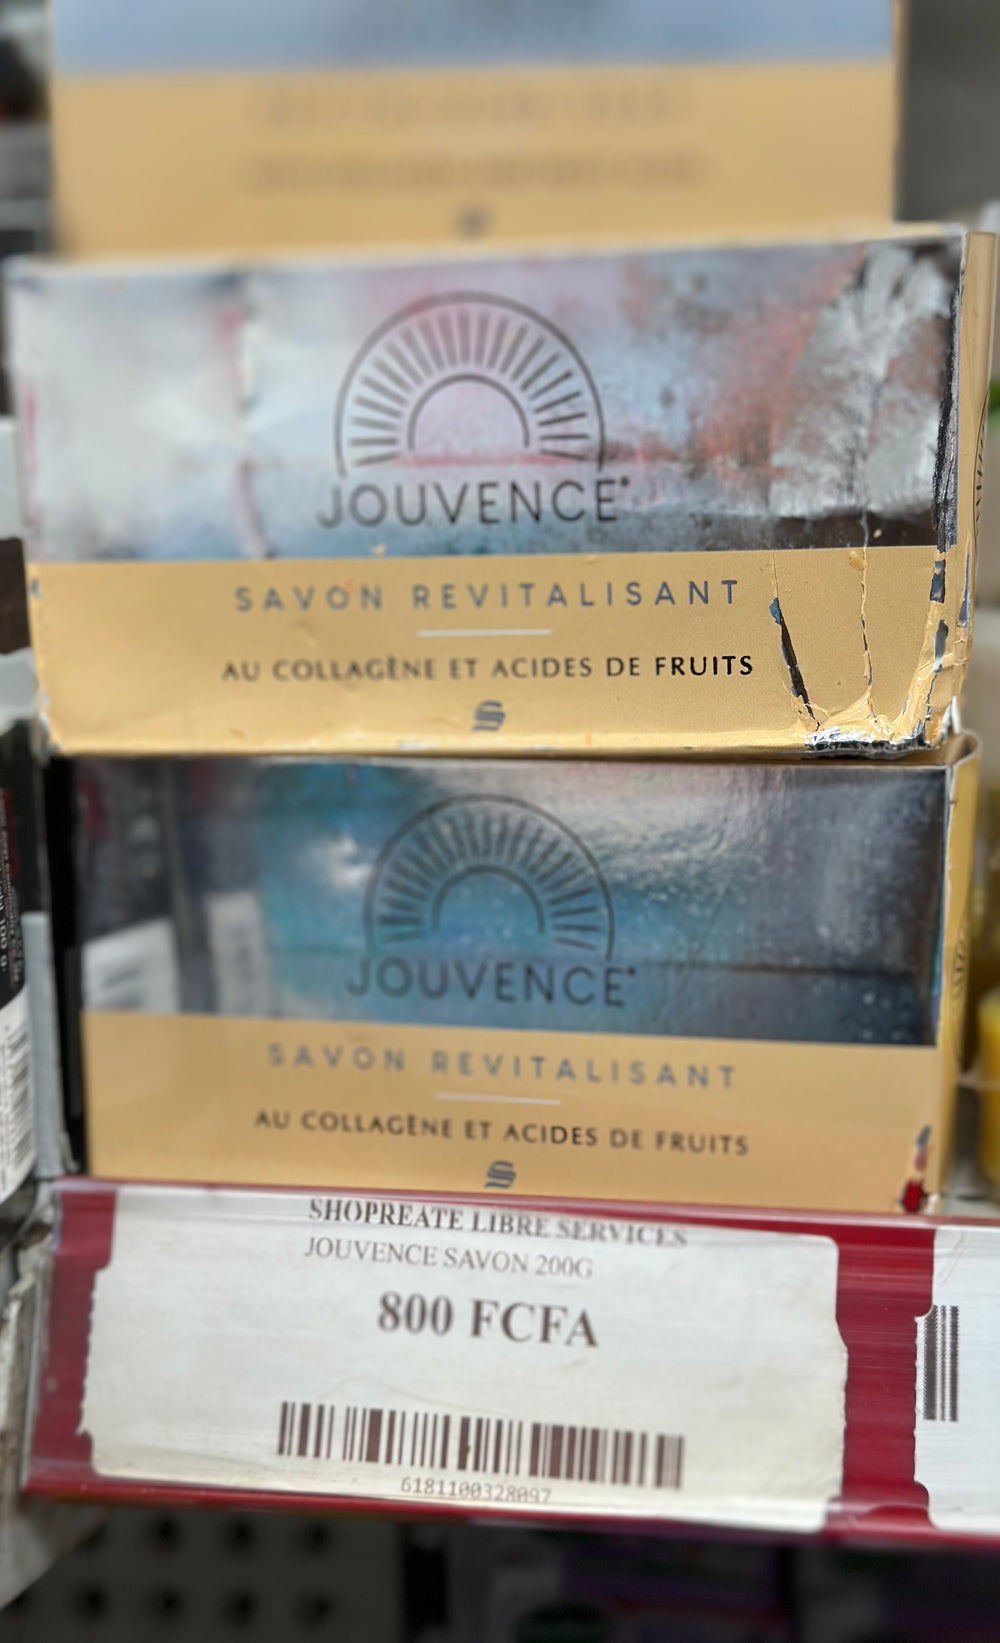 JOUVENCE
SAVON REVITALISANT
AU COLLAGÈNE ET ACIDES DE FRUITS
JOUVENCE
SAVON REVITALISANT
AU COLLAGÈNE ET ACIDES DE FRUITS
SHOPREATE LIBRE SERVICES
JOUVENCE SAVON 200G
800 FCFA
6181100328097